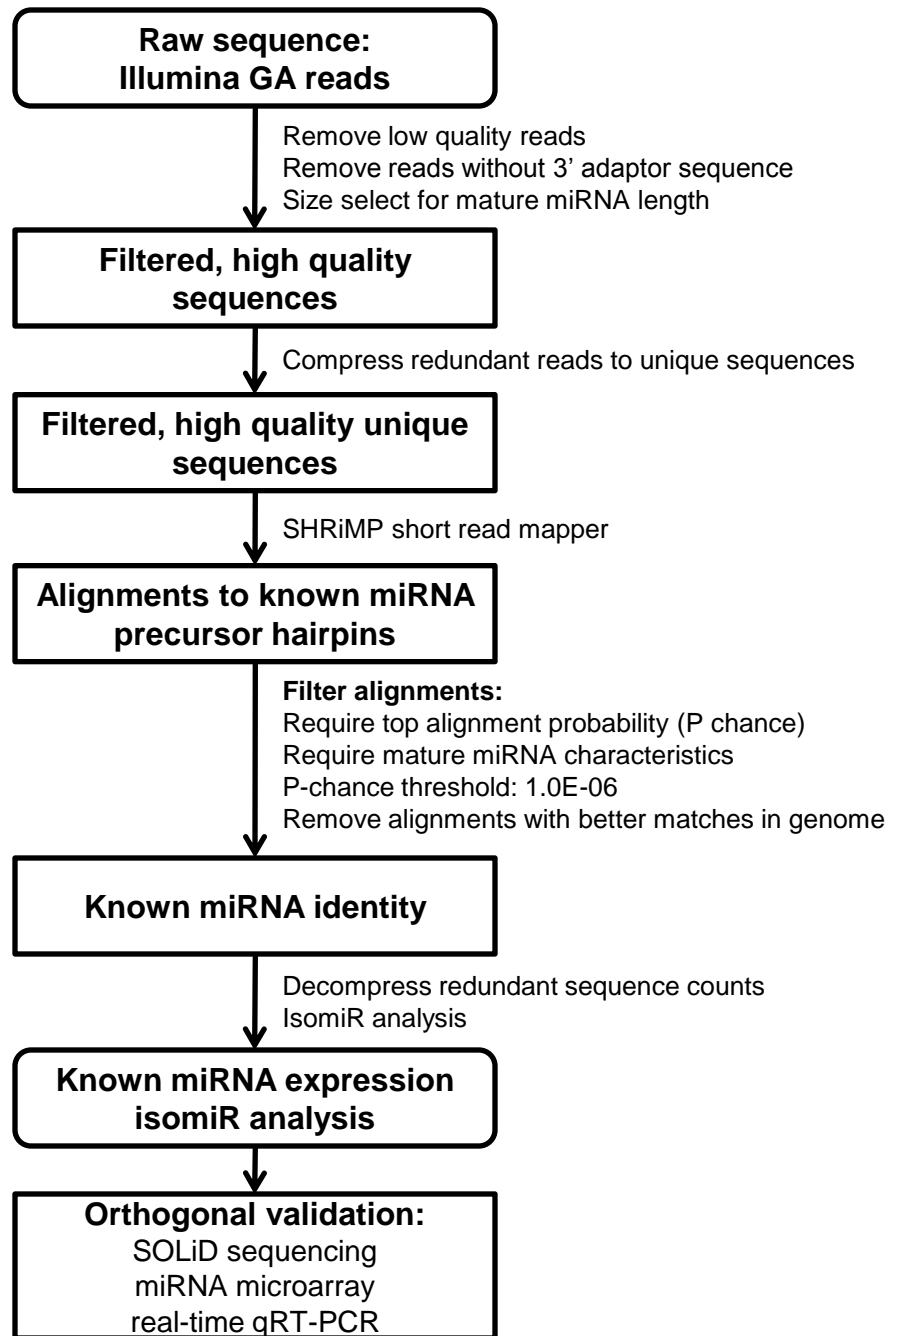 Raw sequence:
Illumina GA reads
Remove low quality reads
Remove reads without 3’ adaptor sequence
Size select for mature miRNA length
Filtered, high quality
sequences
Compress redundant reads to unique sequences
Filtered, high quality unique
sequences
SHRiMP short read mapper
Alignments to known miRNA
precursor hairpins
Filter alignments:
Require top alignment probability (P chance)
Require mature miRNA characteristics
P-chance threshold: 1.0E-06
Remove alignments with better matches in genome
Known miRNA identity
Decompress redundant sequence counts
IsomiR analysis
Known miRNA expression
isomiR analysis
Orthogonal validation:
SOLiD sequencing
miRNA microarray
real-time qRT-PCR